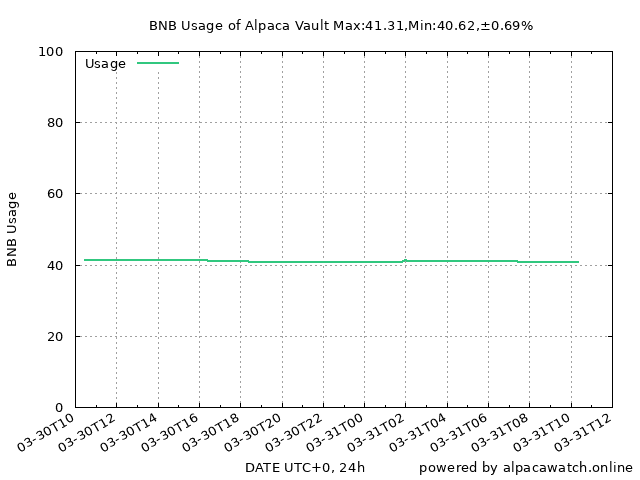 BNB Usage of Alpaca Vault Max:41.31,Min:40.62,±0.69%
Usage
100
80
60
40
20
0
BNB Usage
03-30T10
03-30T12
03-30T14
03-30T16
03-30T18
03-30T20
03-30T22
03-31T00
03-31T02
03-31T04
03-31T06
03-31T08
03-31T10
03-31T12
DATE UTC+0, 24h
powered by alpacawatch.online